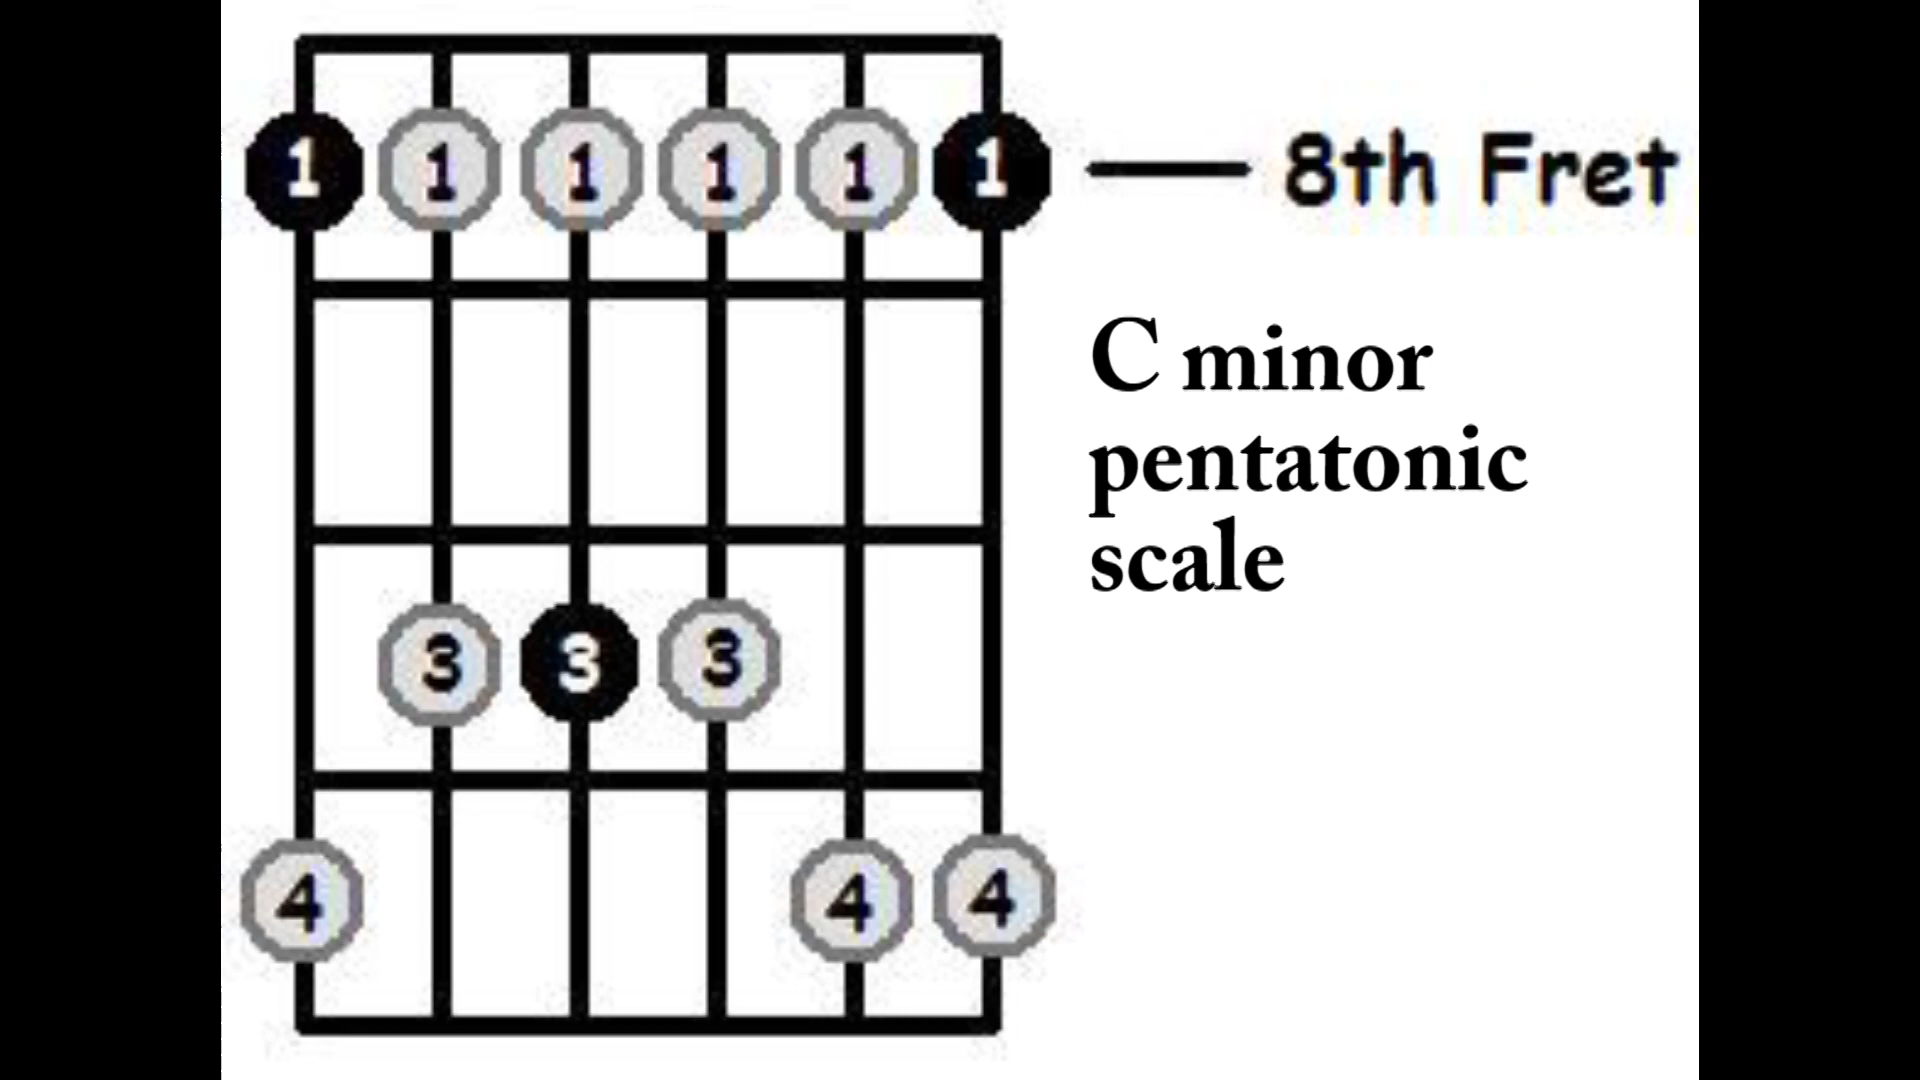 1 1 1 1 1 1 8th Fret
C minor
pentatonic
scale
3 3 3
4 4 4